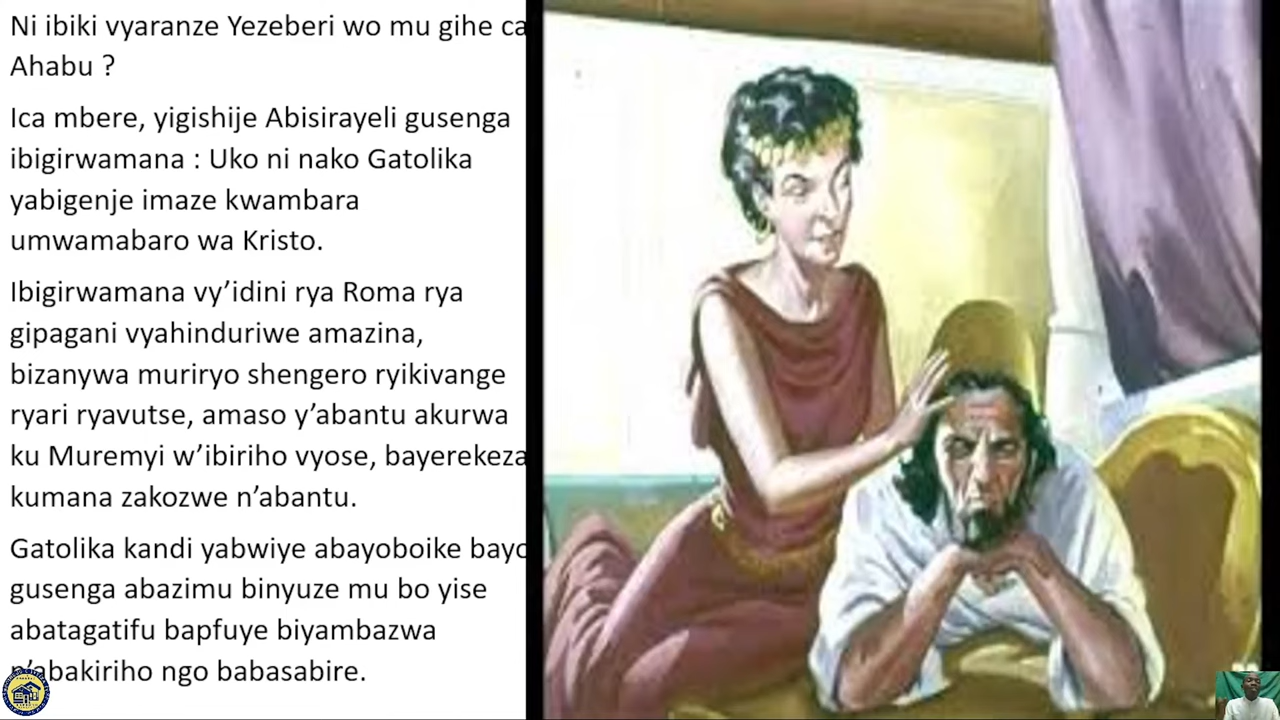 Ni ibiki vyaranze Yezeberi wo mu gihe ca
Ahabu ?
Ica mbere, yigishije Abisirayeli gusenga
ibigirwamana : Uko ni nako Gatolika
yabigenje imaze kwambara
umwamabaro wa Kristo.
Ibigirwamana vy’idini rya Roma rya
gipagani vyahinduriwe amazina,
bizanywa muriryo shengero ryikivange
ryari ryavutse, amaso y’abantu akurwa
ku Muremyi w’ibiriho vyose, bayerekeza
kumana zakozwe n’abantu.
Gatolika kandi yabwiye abayoboike
gusenga abazimu binyuze mu bo yise
abatagatifu bapfuye biyambazwa
n’abakiriho ngo babasabire.